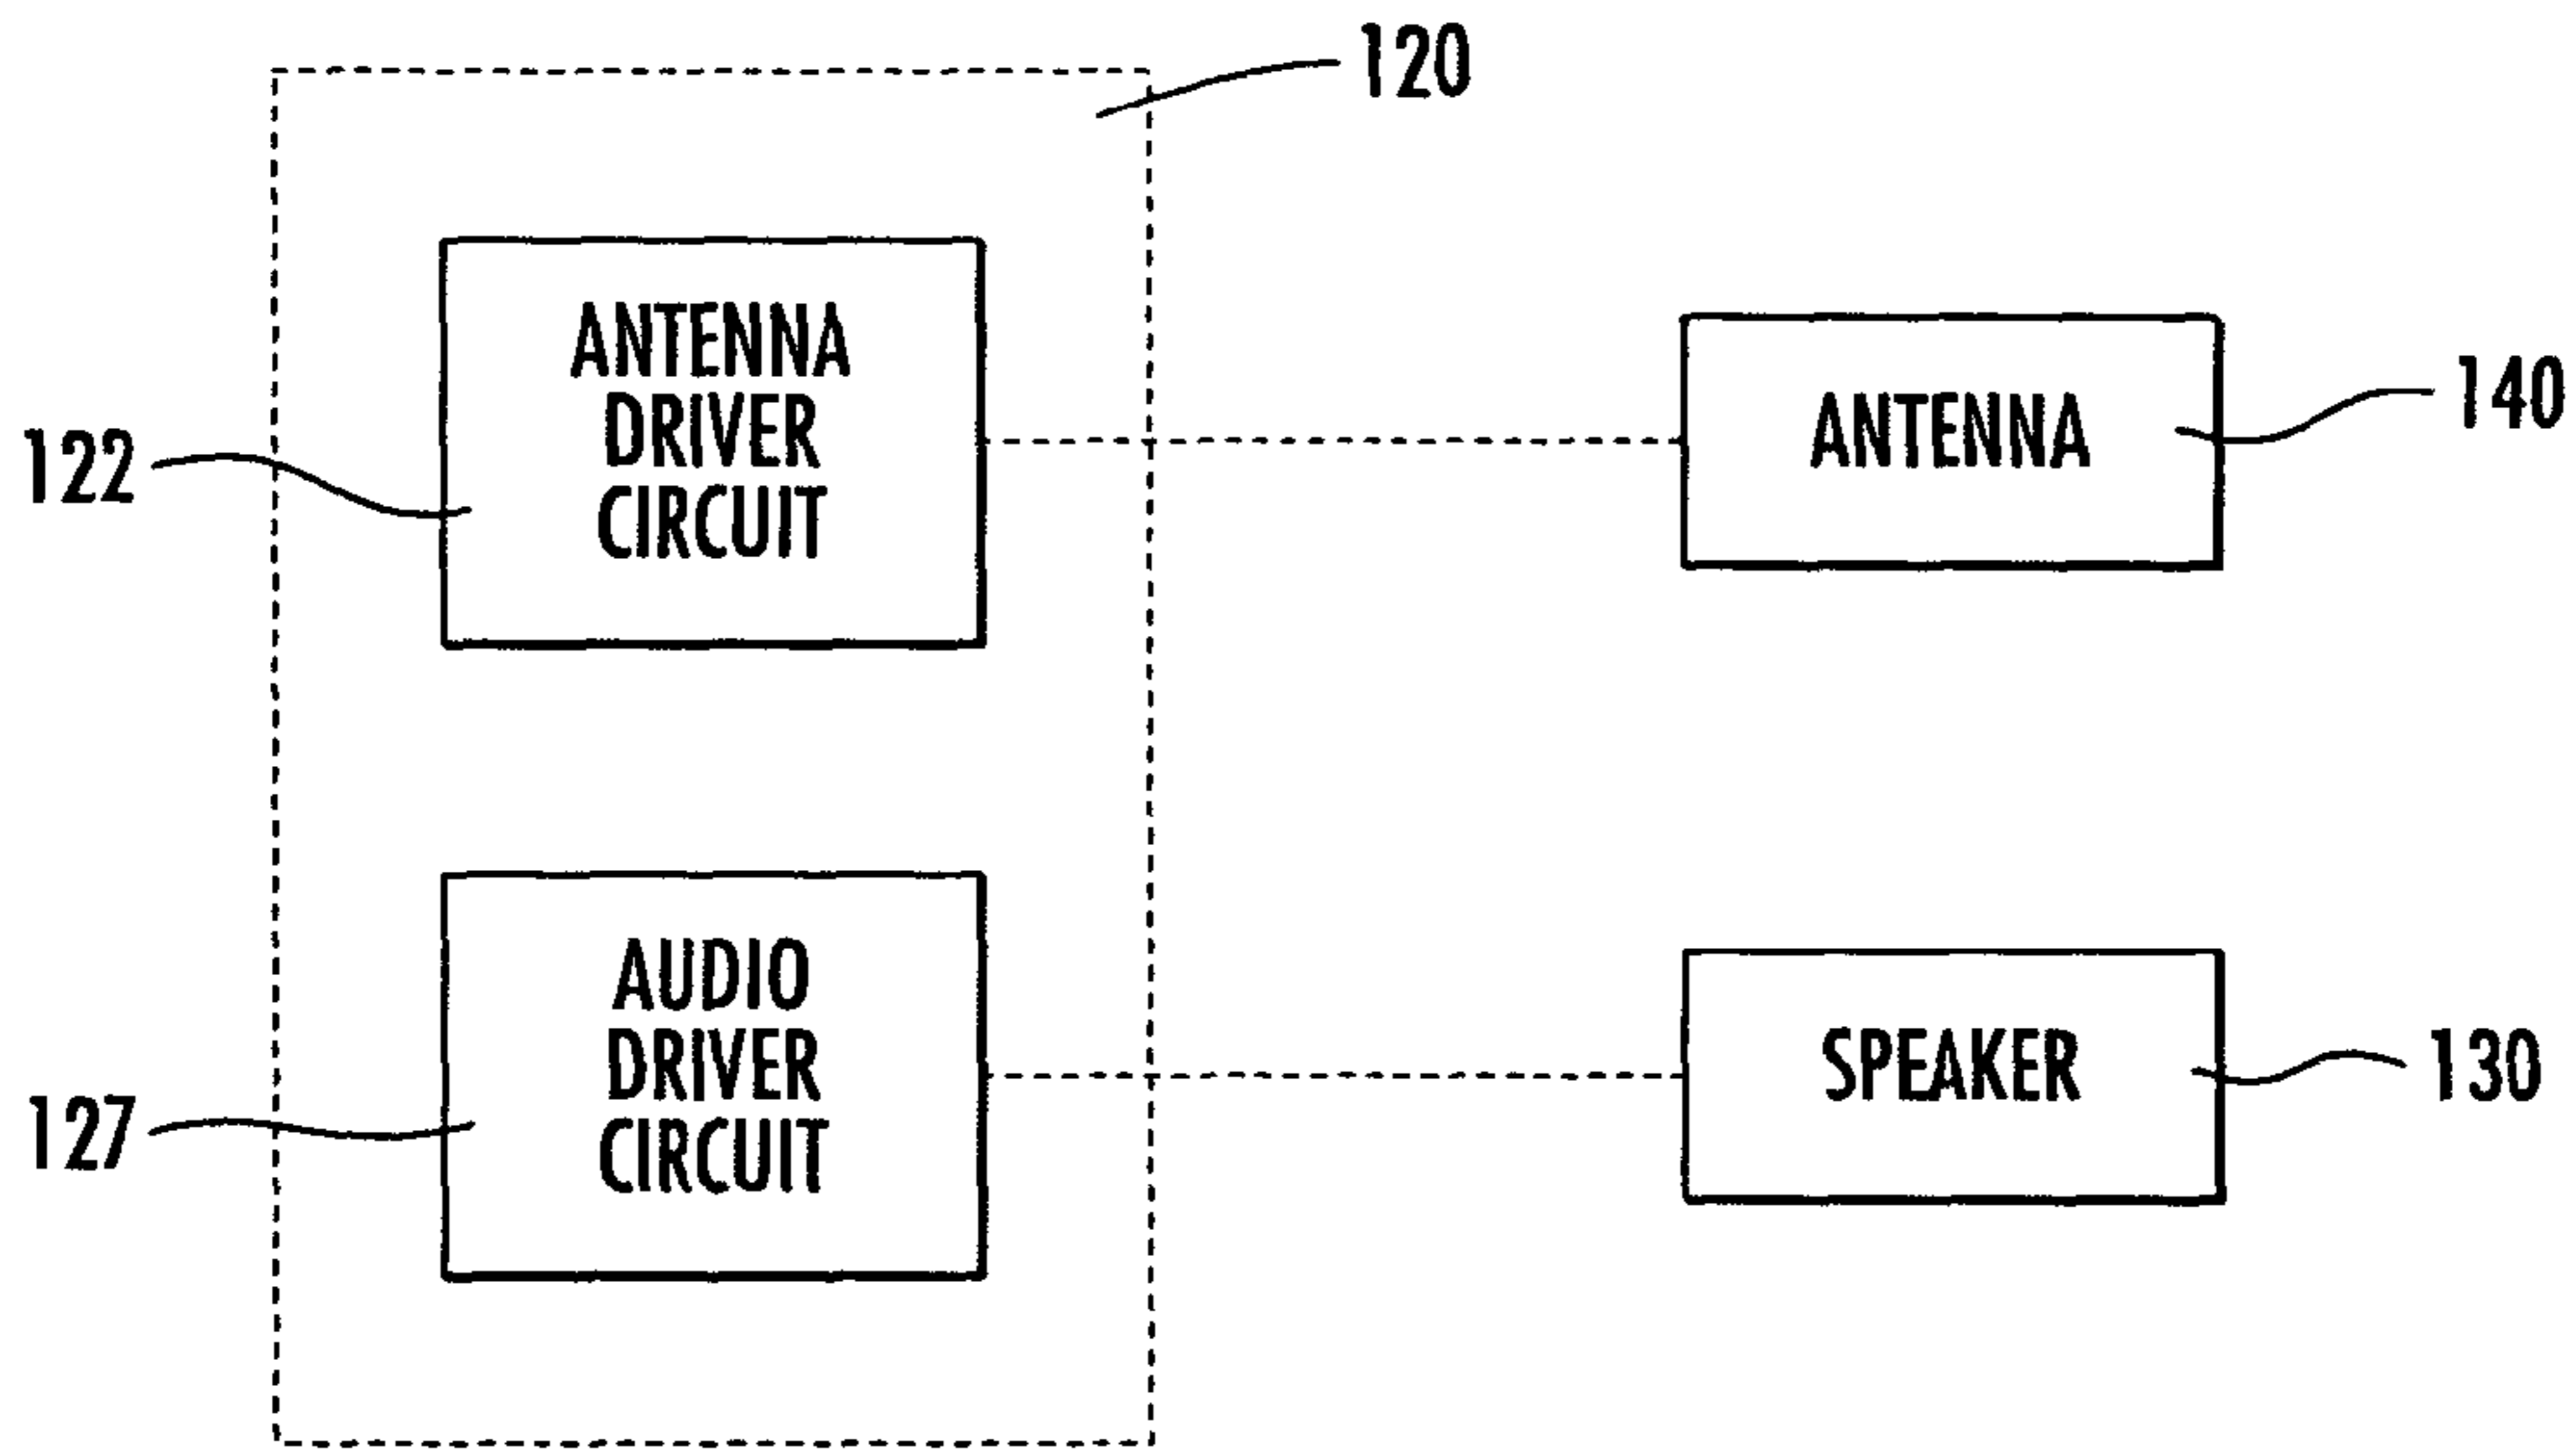 120
ANTENNA
DRIVER
CIRCUIT
122
ANTENNA
140
AUDIO
DRIVER
CIRCUIT
127
SPEAKER
130